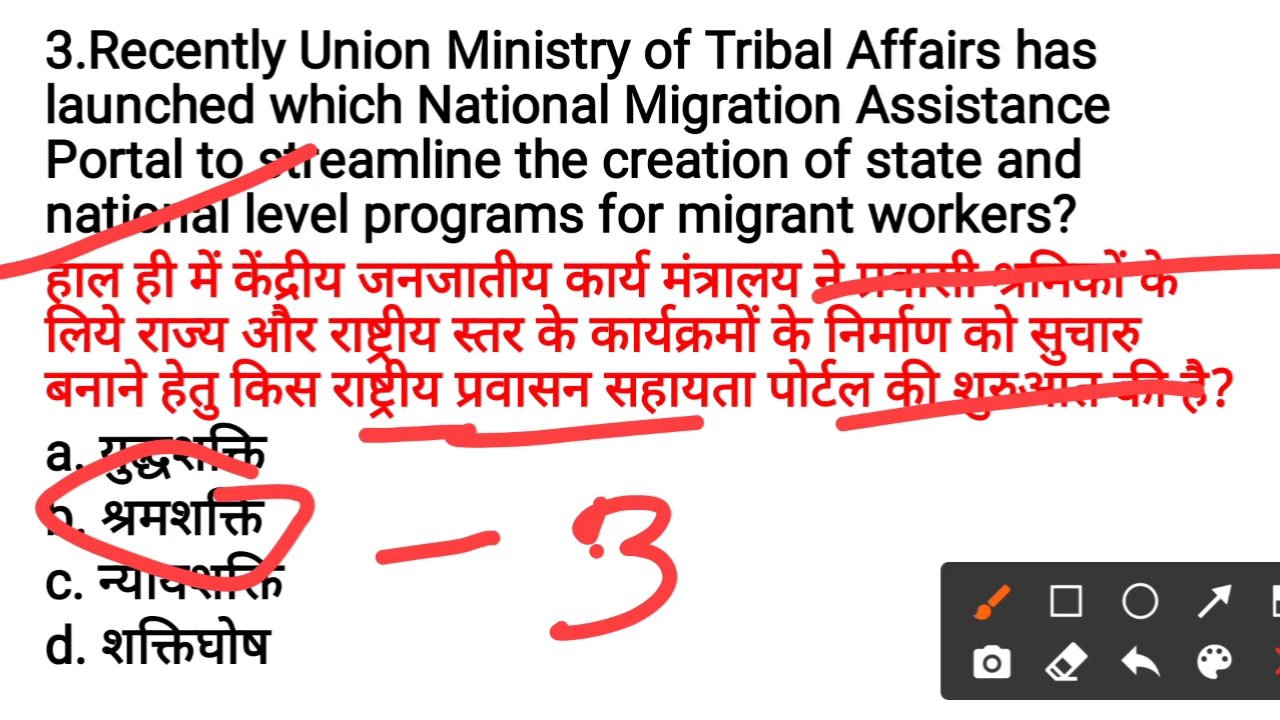 3.Recently Union Ministry of Tribal Affairs has
launched which National Migration Assistance
Portal to streamline the creation of state and
national level programs for migrant workers?
हाल ही में केंद्रीय जनजातीय कार्य मंत्रालय ने प्रवासी श्रमिकों के
लिये राज्य और राष्ट्रीय स्तर के कार्यक्रमों के निर्माण को सुचारु
बनाने हेतु किस राष्ट्रीय प्रवासन सहायता पोर्टल की शुरुआत की है?
a. युद्धशक्ति
b. श्रमशक्ति
c. न्यायशक्ति
d. शक्तिघोष
– 3